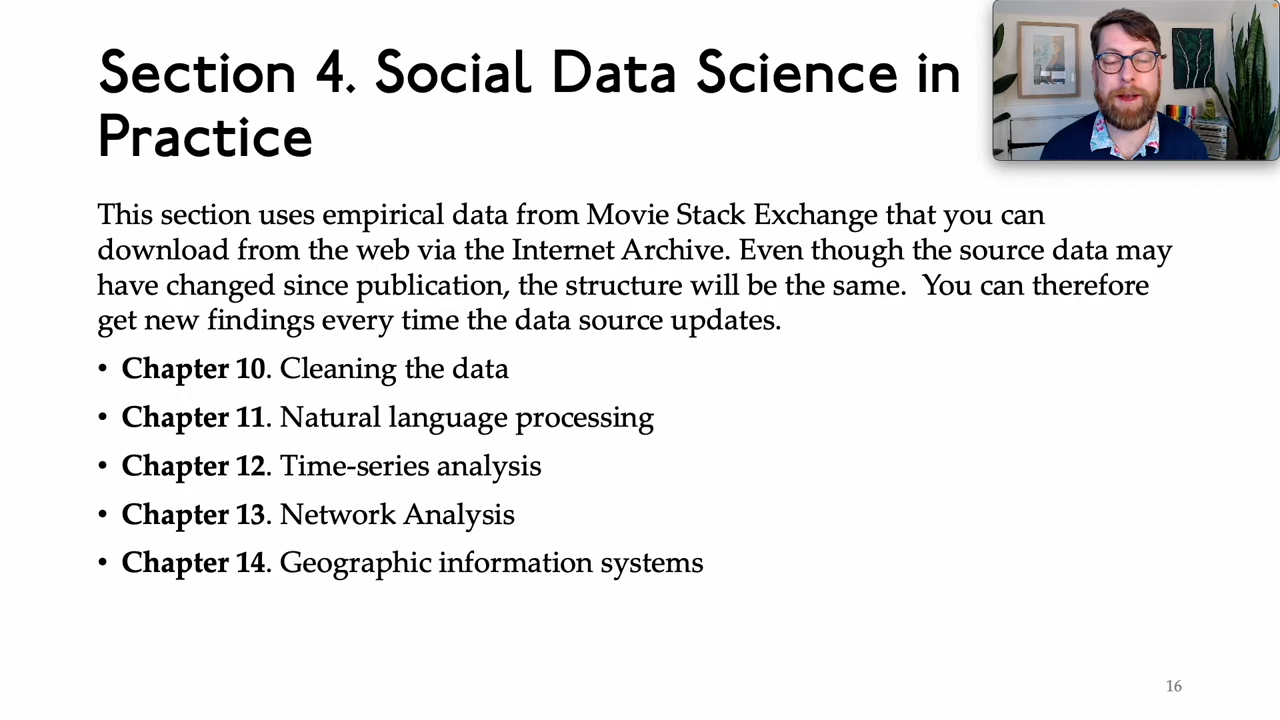 Section 4. Social Data Science in
Practice
This section uses empirical data from Movie Stack Exchange that you can
download from the web via the Internet Archive. Even though the source data may
have changed since publication, the structure will be the same.  You can therefore
get new findings every time the data source updates.
• Chapter 10. Cleaning the data
• Chapter 11. Natural language processing
• Chapter 12. Time-series analysis
• Chapter 13. Network Analysis
• Chapter 14. Geographic information systems
16